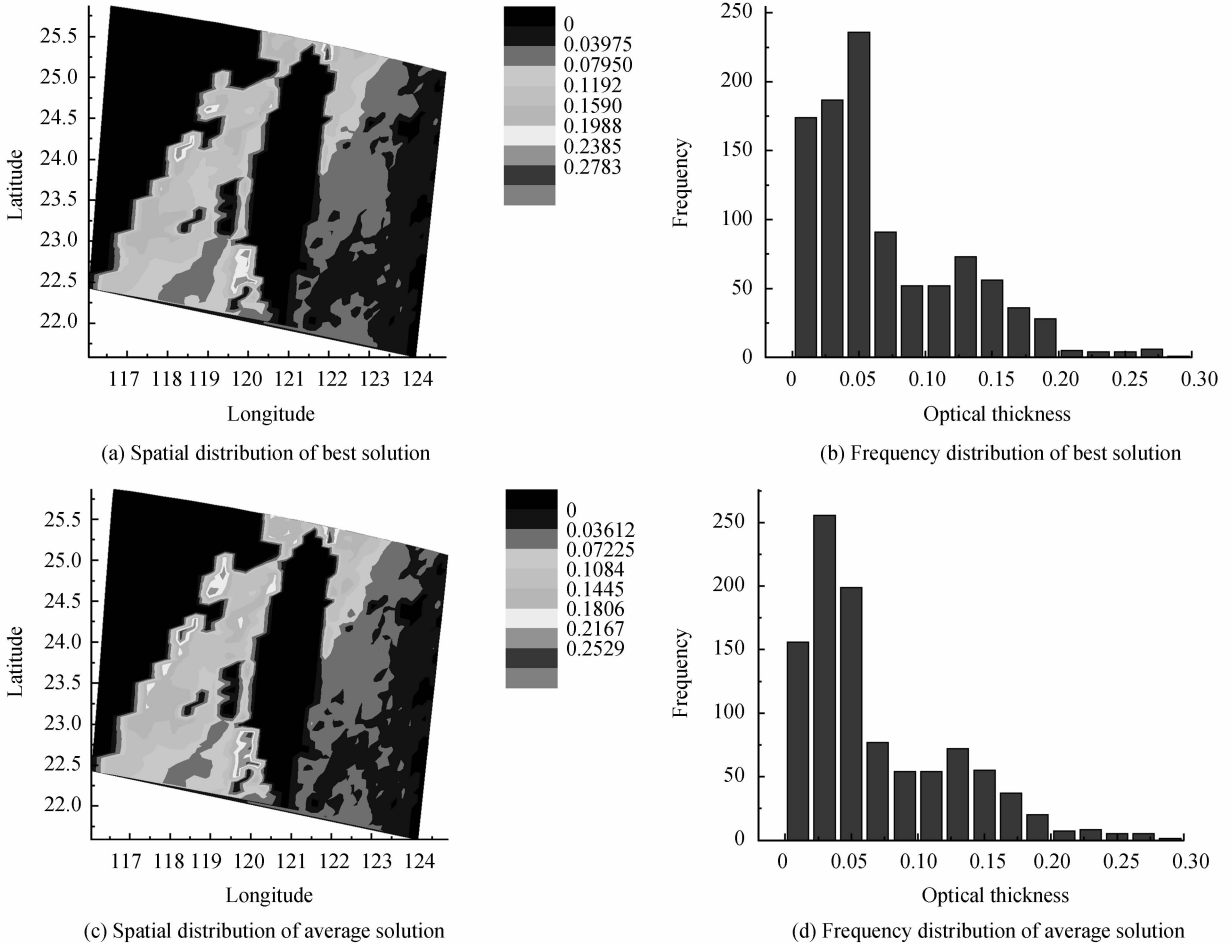 25.5
25.0
24.5
24.0
23.5
23.0
22.5
22.0
Latitude
117 118 119 120 121 122 123 124
Longitude
0
0.03975
0.07950
0.1192
0.1590
0.1988
0.2385
0.2783
(a) Spatial distribution of best solution
250
200
150
100
50
0
Frequency
0 0.05 0.10 0.15 0.20 0.25 0.30
Optical thickness
(b) Frequency distribution of best solution
25.5
25.0
24.5
24.0
23.5
23.0
22.5
22.0
Latitude
117 118 119 120 121 122 123 124
Longitude
0
0.03612
0.07225
0.1084
0.1445
0.1806
0.2167
0.2529
(c) Spatial distribution of average solution
250
200
150
100
50
0
Frequency
0 0.05 0.10 0.15 0.20 0.25 0.30
Optical thickness
(d) Frequency distribution of average solution